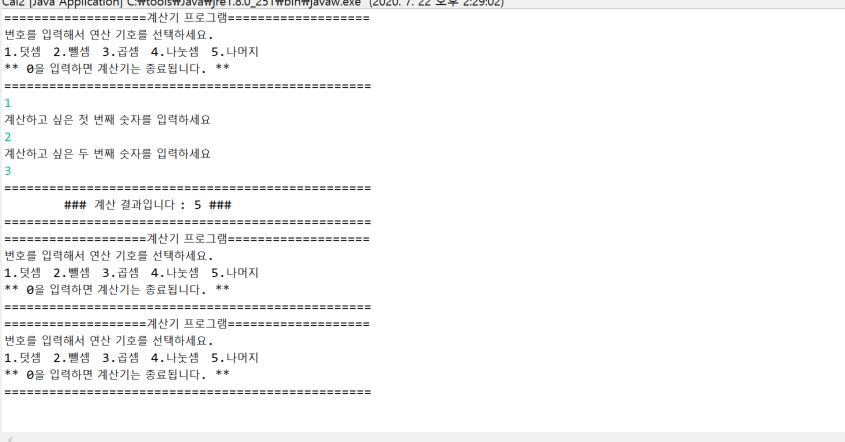 Cal2 [Java Application] C:₩tools₩Java₩jre1.8.0_251₩bin₩javaw.exe (2020. 7. 22 오후 2:29:02)
===================계산기 프로그램===================
번호를 입력해서 연산 기호를 선택하세요.
1.덧셈 2.뺄셈 3.곱셈 4.나눗셈 5.나머지
** 0을 입력하면 계산기는 종료됩니다. **
=================================================
1
계산하고 싶은 첫 번째 숫자를 입력하세요
2
계산하고 싶은 두 번째 숫자를 입력하세요
3
=================================================
### 계산 결과입니다 : 5 ###
=================================================
===================계산기 프로그램===================
번호를 입력해서 연산 기호를 선택하세요.
1.덧셈 2.뺄셈 3.곱셈 4.나눗셈 5.나머지
** 0을 입력하면 계산기는 종료됩니다. **
=================================================
===================계산기 프로그램===================
번호를 입력해서 연산 기호를 선택하세요.
1.덧셈 2.뺄셈 3.곱셈 4.나눗셈 5.나머지
** 0을 입력하면 계산기는 종료됩니다. **
=================================================